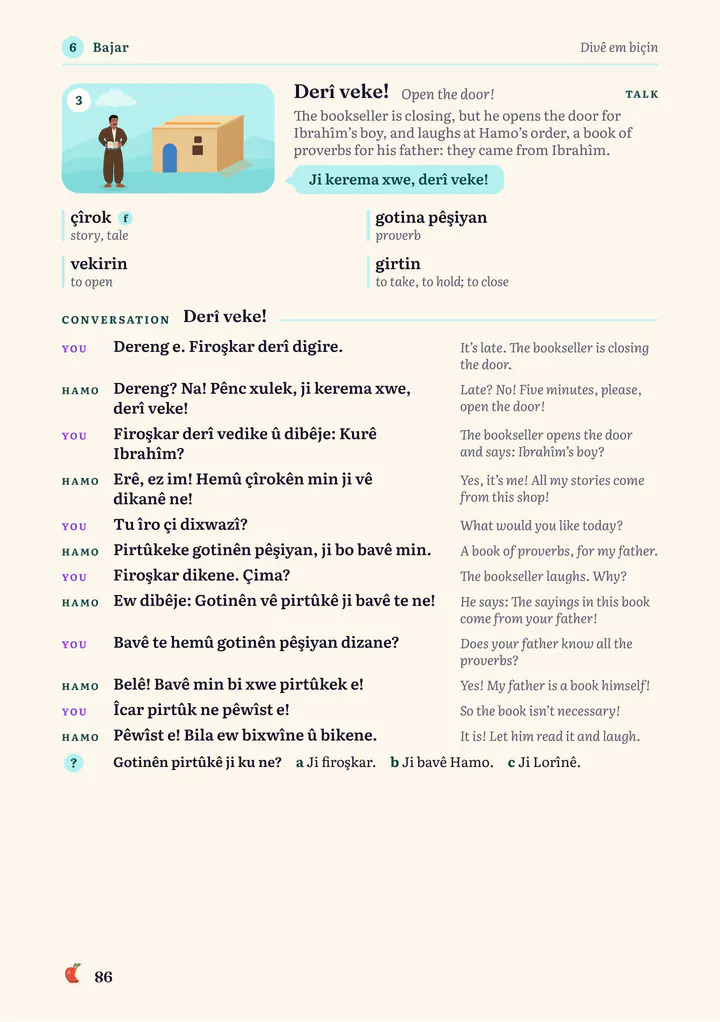 6 Bajar Divê em biçin
3
Derî veke! Open the door! TALK
The bookseller is closing, but he opens the door for
Ibrahîm's boy, and laughs at Hamo's order, a book of
proverbs for his father: they came from Ibrahîm.
Ji kerema xwe, derî veke!
çîrok f
story, tale
gotina pêşiyan
proverb
vekirin
to open
girtin
to take, to hold; to close
CONVERSATION Derî veke!
YOU Dereng e. Firoşkar derî digire. It's late. The bookseller is closing
the door.
HAMO Dereng? Na! Pênc xulek, ji kerema xwe, Late? No! Five minutes, please,
derî veke! open the door!
YOU Firoşkar derî vedike û dibêje: Kurê The bookseller opens the door
Ibrahîm? and says: Ibrahîm's boy?
HAMO Erê, ez im! Hemû çîrokên min ji vê Yes, it's me! All my stories come
dikanê ne! from this shop!
YOU Tu îro çi dixwazî? What would you like today?
HAMO Pirtûkeke gotinên pêşiyan, ji bo bavê min. A book of proverbs, for my father.
YOU Firoşkar dikene. Çima? The bookseller laughs. Why?
HAMO Ew dibêje: Gotinên vê pirtûkê ji bavê te ne! He says: The sayings in this book
come from your father!
YOU Bavê te hemû gotinên pêşiyan dizane? Does your father know all the
proverbs?
HAMO Belê! Bavê min bi xwe pirtûkek e! Yes! My father is a book himself!
YOU Îcar pirtûk ne pêwîst e! So the book isn't necessary!
HAMO Pêwîst e! Bila ew bixwîne û bikene. It is! Let him read it and laugh.
? Gotinên pirtûkê ji ku ne? a Ji firoşkar. b Ji bavê Hamo. c Ji Lorînê.
86